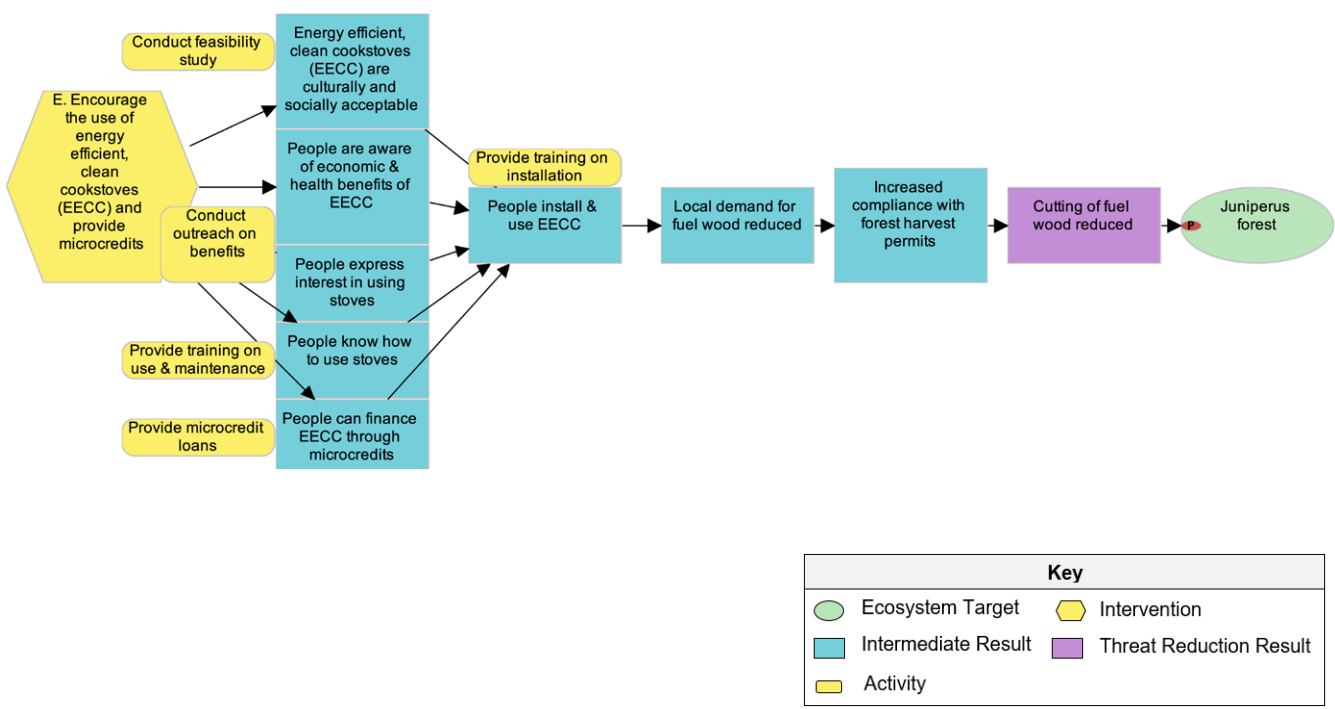 Conduct feasibility
study
Energy efficient,
clean cookstoves
(EECC) are
culturally and
socially acceptable
E. Encourage
the use of
energy
efficient,
clean
cookstoves
(EECC) and
provide
microcredits
People are aware
of economic &
health benefits of
EECC
Conduct
outreach on
benefits
People express
interest in using
stoves
Provide training on
use & maintenance
People know how
to use stoves
Provide microcredit
loans
People can finance
EECC through
microcredits
Provide training on
installation
People install &
use EECC
Local demand for
fuel wood reduced
Increased
compliance with
forest harvest
permits
Cutting of fuel
wood reduced
P
Juniperus
forest
Key
Ecosystem Target
Intervention
Intermediate Result
Threat Reduction Result
Activity